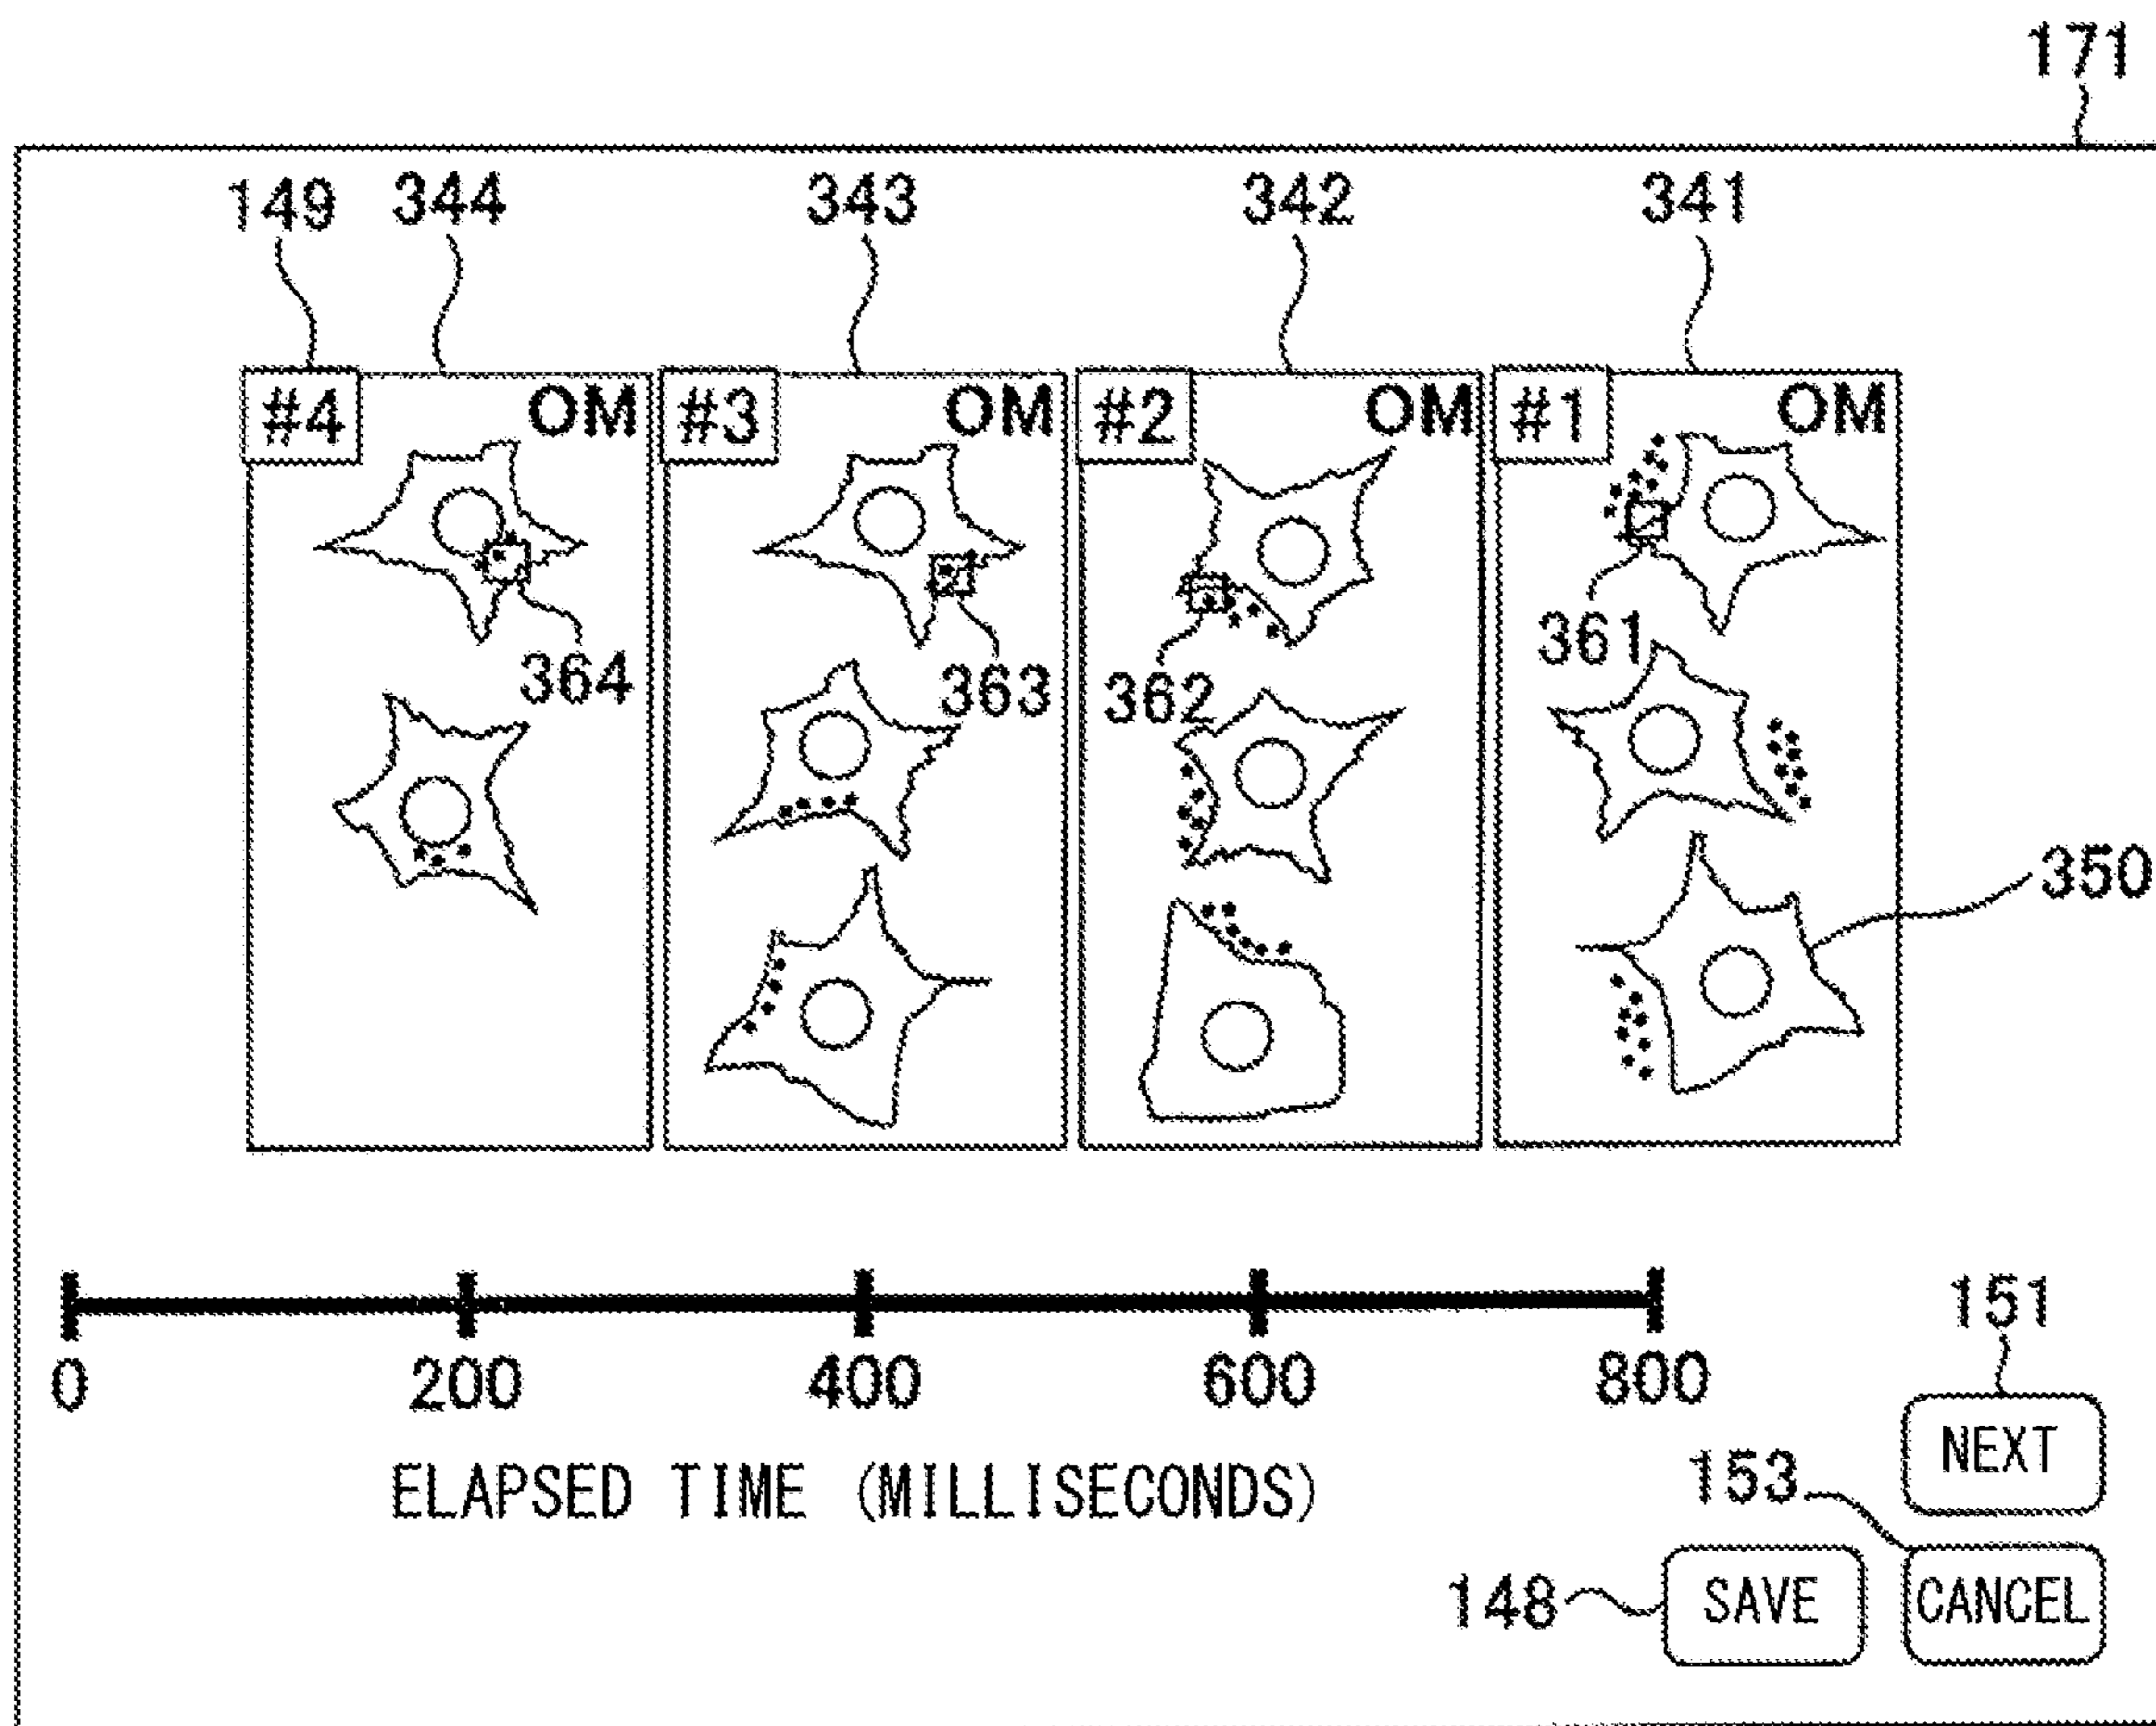 171
149 344 343 342 341
#4 OM #3 OM #2 OM #1 OM
361
364 363 362
350
0 200 400 600 800
ELAPSED TIME (MILLISECONDS)
151
NEXT
153
148 SAVE CANCEL